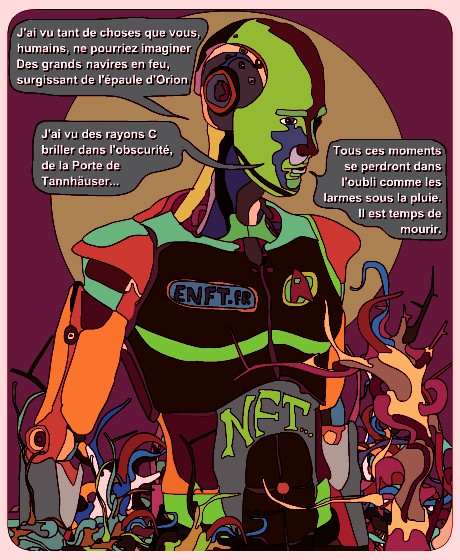 J'ai vu tant de choses que vous,
humains, ne pourriez imaginer
Des grands navires en feu,
surgissant de l'épaule d'Orion
J'ai vu des rayons C
briller dans l'obscurité,
de la Porte de
Tannhäuser...
Tous ces moments
se perdront dans
l'oubli comme les
larmes sous la pluie.
Il est temps de
mourir.
ENFT.FR
NFT...